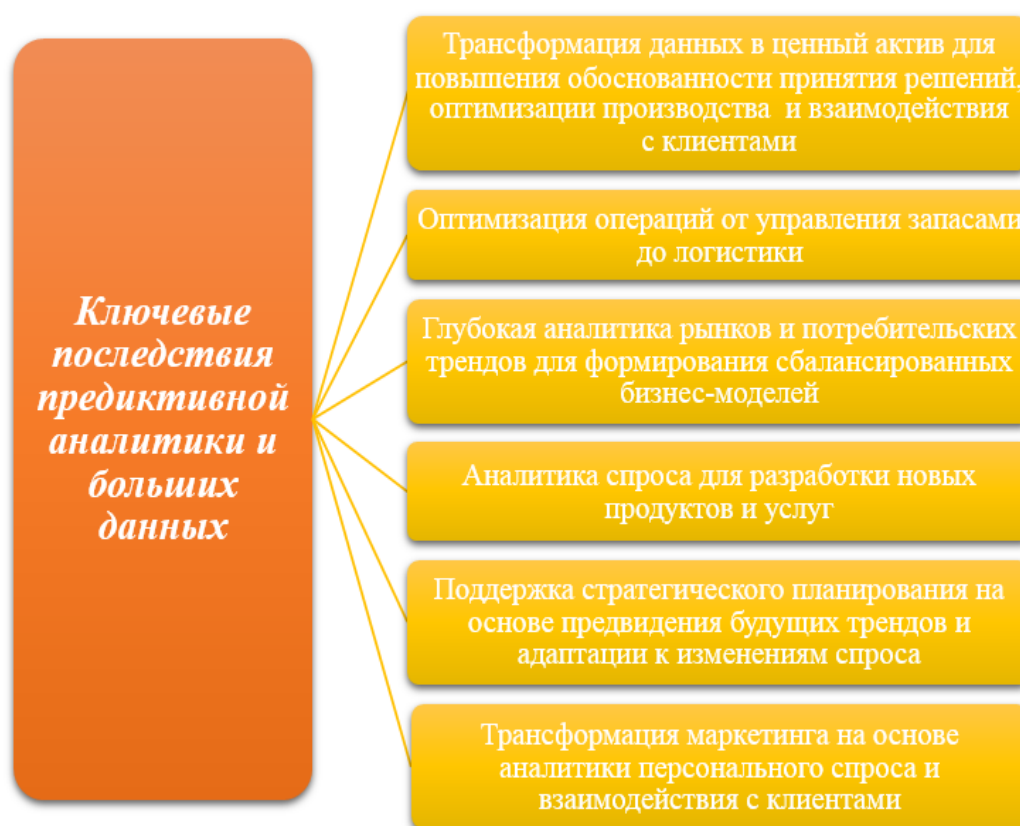 Ключевые
последствия
предиктивной
аналитики и
больших
данных
Трансформация данных в ценный актив для
повышения обоснованности принятия решений,
оптимизации производства и взаимодействия
с клиентами
Оптимизация операций от управления запасами
до логистики
Глубокая аналитика рынков и потребительских
трендов для формирования сбалансированных
бизнес-моделей
Аналитика спроса для разработки новых
продуктов и услуг
Поддержка стратегического планирования на
основе предвидения будущих трендов и
адаптации к изменениям спроса
Трансформация маркетинга на основе
аналитики персонального спроса и
взаимодействия с клиентами